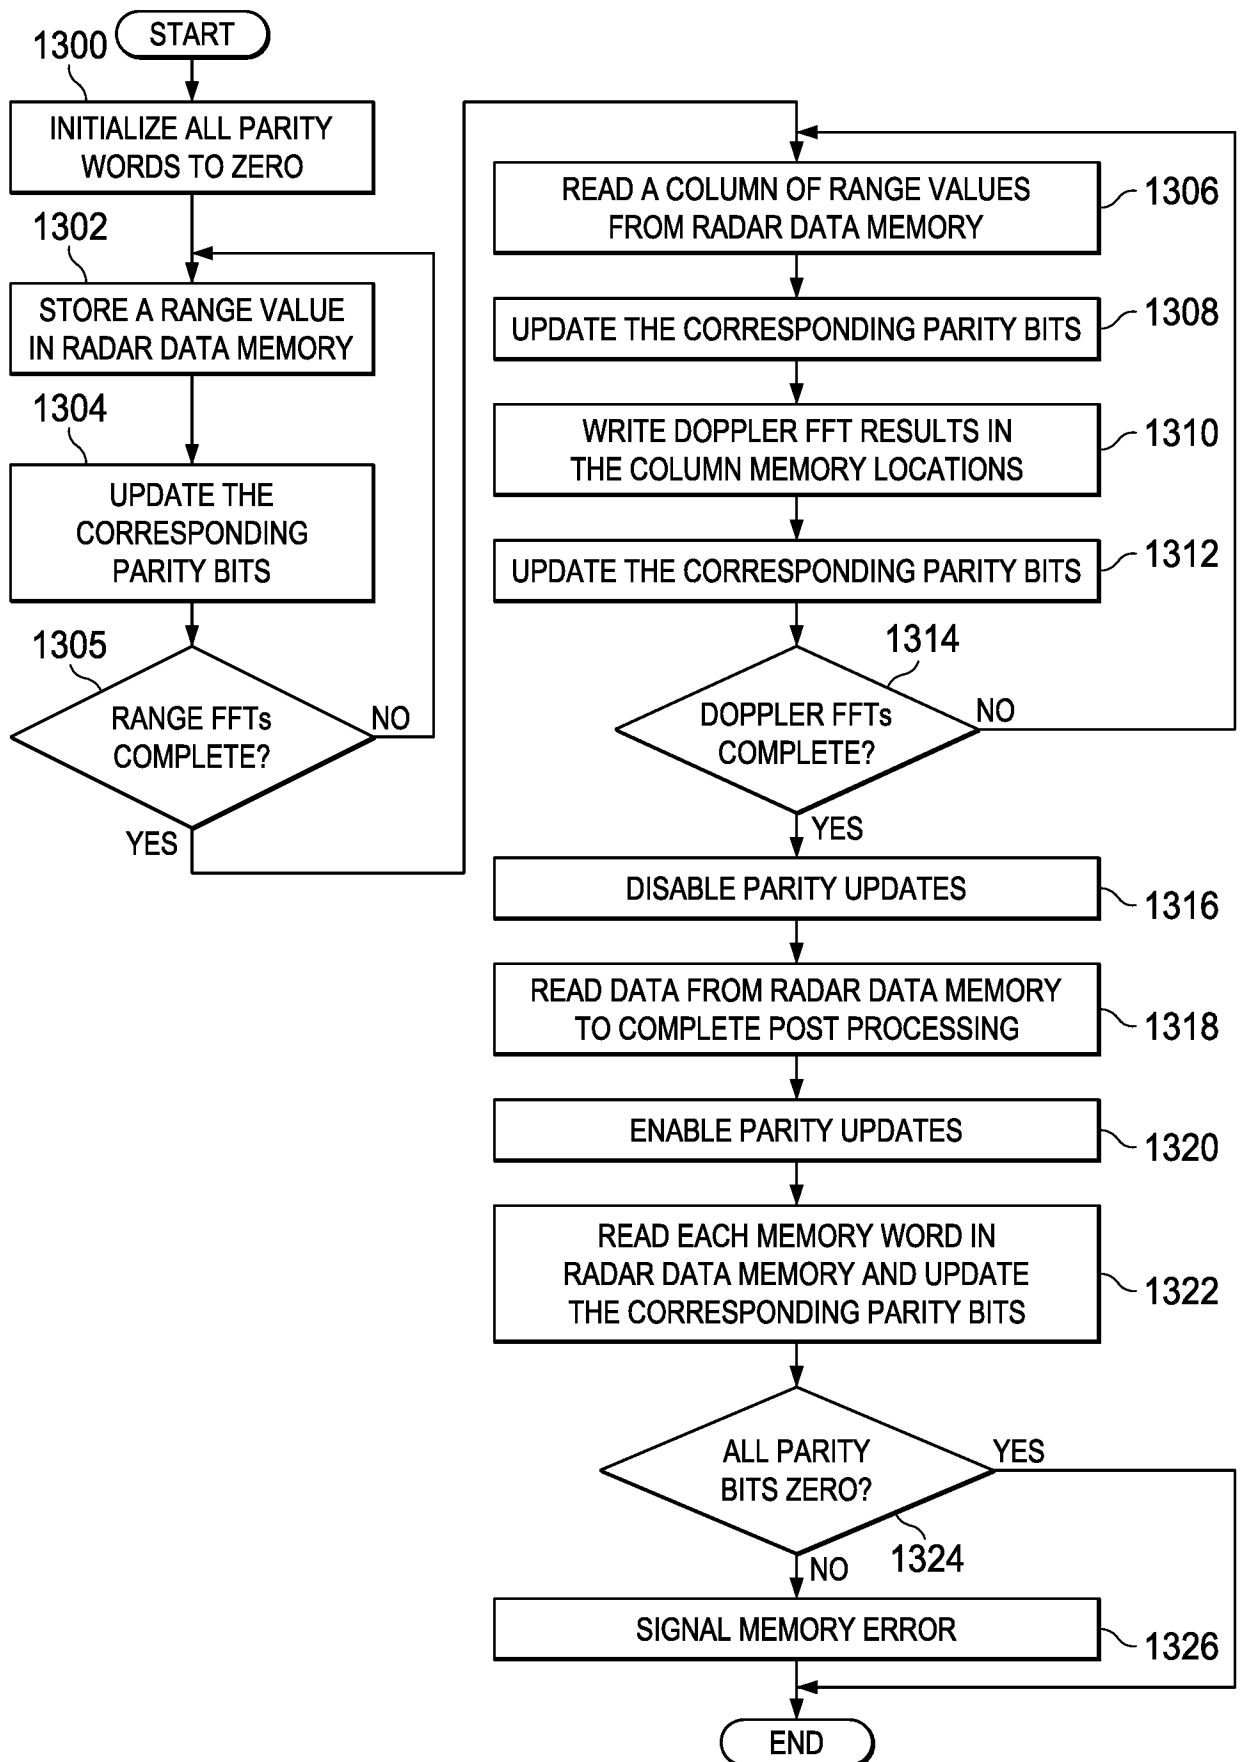 START
1300
INITIALIZE ALL PARITY
WORDS TO ZERO
1302
STORE A RANGE VALUE
IN RADAR DATA MEMORY
1304
UPDATE THE
CORRESPONDING
PARITY BITS
1305
RANGE FFTs
COMPLETE?
NO
YES
READ A COLUMN OF RANGE VALUES
FROM RADAR DATA MEMORY
1306
UPDATE THE CORRESPONDING PARITY BITS
1308
WRITE DOPPLER FFT RESULTS IN
THE COLUMN MEMORY LOCATIONS
1310
UPDATE THE CORRESPONDING PARITY BITS
1312
1314
DOPPLER FFTs
COMPLETE?
NO
YES
DISABLE PARITY UPDATES
1316
READ DATA FROM RADAR DATA MEMORY
TO COMPLETE POST PROCESSING
1318
ENABLE PARITY UPDATES
1320
READ EACH MEMORY WORD IN
RADAR DATA MEMORY AND UPDATE
THE CORRESPONDING PARITY BITS
1322
ALL PARITY
BITS ZERO?
YES
1324
NO
SIGNAL MEMORY ERROR
1326
END